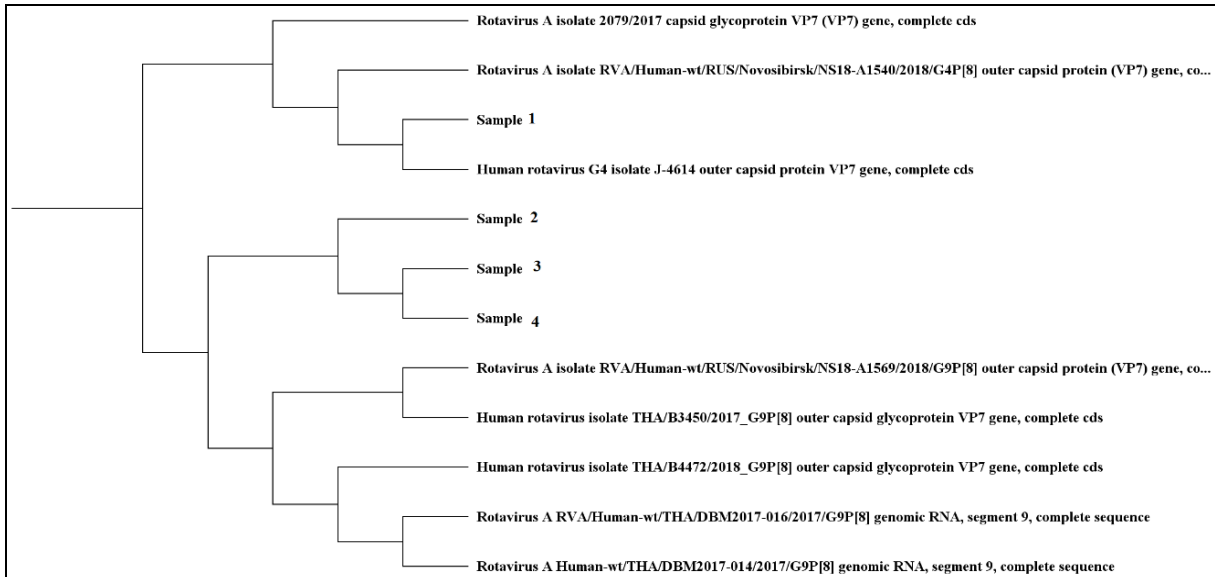 Rotavirus A isolate 2079/2017 capsid glycoprotein VP7 (VP7) gene, complete cds
Rotavirus A isolate RVA/Human-wt/RUS/Novosibirsk/NS18-A1540/2018/G4P[8] outer capsid protein (VP7) gene, co...
Sample 1
Human rotavirus G4 isolate J-4614 outer capsid protein VP7 gene, complete cds
Sample 2
Sample 3
Sample 4
Rotavirus A isolate RVA/Human-wt/RUS/Novosibirsk/NS18-A1569/2018/G9P[8] outer capsid protein (VP7) gene, co...
Human rotavirus isolate THA/B3450/2017_G9P[8] outer capsid glycoprotein VP7 gene, complete cds
Human rotavirus isolate THA/B4472/2018_G9P[8] outer capsid glycoprotein VP7 gene, complete cds
Rotavirus A RVA/Human-wt/THA/DBM2017-016/2017/G9P[8] genomic RNA, segment 9, complete sequence
Rotavirus A Human-wt/THA/DBM2017-014/2017/G9P[8] genomic RNA, segment 9, complete sequence